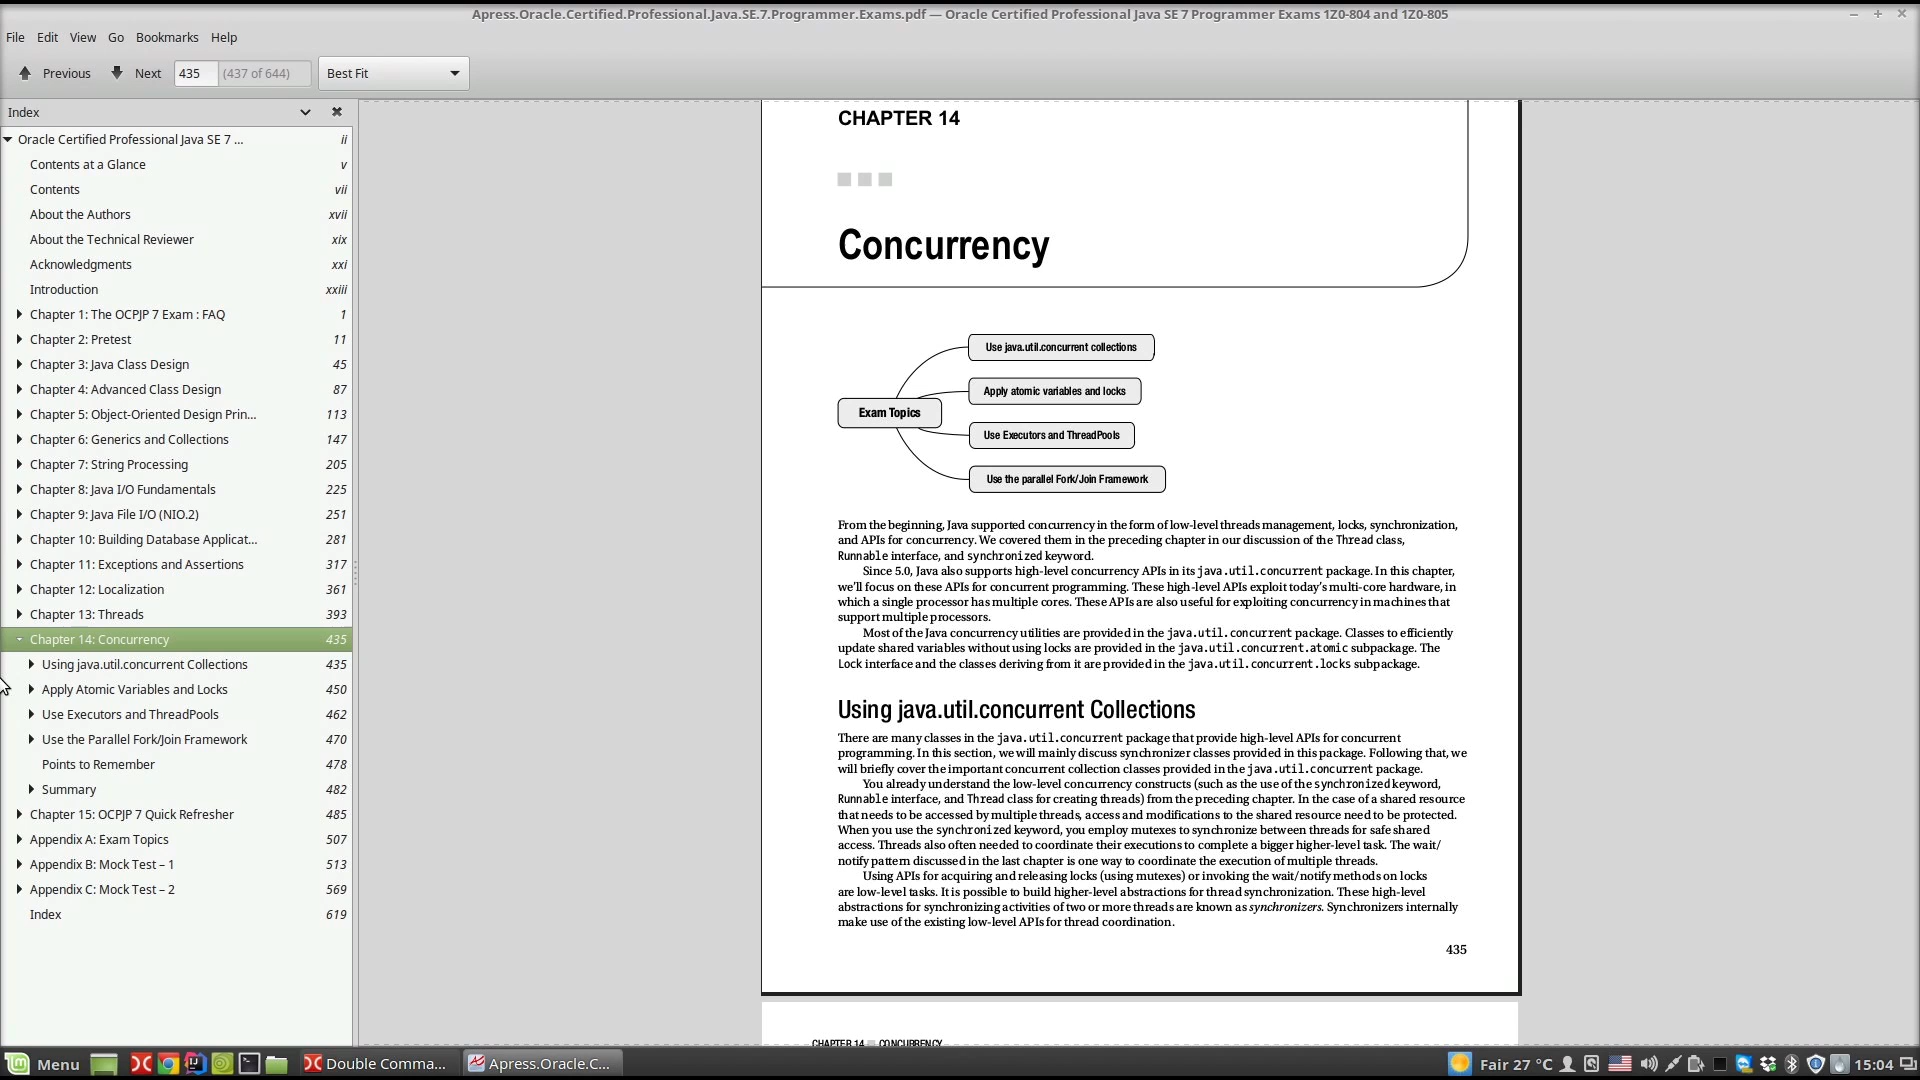 Apress.Oracle.Certified.Professional.Java.SE.7.Programmer.Exams.pdf — Oracle Certified Professional Java SE 7 Programmer Exams 1Z0-804 and 1Z0-805
File Edit View Go Bookmarks Help
Previous Next 435 (437 of 644) Best Fit
Index
Oracle Certified Professional Java SE 7 ... ii
Contents at a Glance v
Contents vii
About the Authors xvii
About the Technical Reviewer xix
Acknowledgments xxi
Introduction xxiii
Chapter 1: The OCPJP 7 Exam : FAQ 1
Chapter 2: Pretest 11
Chapter 3: Java Class Design 45
Chapter 4: Advanced Class Design 87
Chapter 5: Object-Oriented Design Prin... 113
Chapter 6: Generics and Collections 147
Chapter 7: String Processing 205
Chapter 8: Java I/O Fundamentals 225
Chapter 9: Java File I/O (NIO.2) 251
Chapter 10: Building Database Applicat... 281
Chapter 11: Exceptions and Assertions 317
Chapter 12: Localization 361
Chapter 13: Threads 393
Chapter 14: Concurrency 435
Using java.util.concurrent Collections 435
Apply Atomic Variables and Locks 450
Use Executors and ThreadPools 462
Use the Parallel Fork/Join Framework 470
Points to Remember 478
Summary 482
Chapter 15: OCPJP 7 Quick Refresher 485
Appendix A: Exam Topics 507
Appendix B: Mock Test – 1 513
Appendix C: Mock Test – 2 569
Index 619
CHAPTER 14
Concurrency
Exam Topics
Use java.util.concurrent collections
Apply atomic variables and locks
Use Executors and ThreadPools
Use the parallel Fork/Join Framework
From the beginning, Java supported concurrency in the form of low-level threads management, locks, synchronization,
and APIs for concurrency. We covered them in the preceding chapter in our discussion of the Thread class,
Runnable interface, and synchronized keyword.
Since 5.0, Java also supports high-level concurrency APIs in its java.util.concurrent package. In this chapter,
we'll focus on these APIs for concurrent programming. These high-level APIs exploit today's multi-core hardware, in
which a single processor has multiple cores. These APIs are also useful for exploiting concurrency in machines that
support multiple processors.
Most of the Java concurrency utilities are provided in the java.util.concurrent package. Classes to efficiently
update shared variables without using locks are provided in the java.util.concurrent.atomic subpackage. The
Lock interface and the classes deriving from it are provided in the java.util.concurrent.locks subpackage.
Using java.util.concurrent Collections
There are many classes in the java.util.concurrent package that provide high-level APIs for concurrent
programming. In this section, we will mainly discuss synchronizer classes provided in this package. Following that, we
will briefly cover the important concurrent collection classes provided in the java.util.concurrent package.
You already understand the low-level concurrency constructs (such as the use of the synchronized keyword,
Runnable interface, and Thread class for creating threads) from the preceding chapter. In the case of a shared resource
that needs to be accessed by multiple threads, access and modifications to the shared resource need to be protected.
When you use the synchronized keyword, you employ mutexes to synchronize between threads for safe shared
access. Threads also often needed to coordinate their executions to complete a bigger higher-level task. The wait/
notify pattern discussed in the last chapter is one way to coordinate the execution of multiple threads.
Using APIs for acquiring and releasing locks (using mutexes) or invoking the wait/notify methods on locks
are low-level tasks. It is possible to build higher-level abstractions for thread synchronization. These high-level
abstractions for synchronizing activities of two or more threads are known as synchronizers. Synchronizers internally
make use of the existing low-level APIs for thread coordination.
435
CHAPTER 14 CONCURRENCY
Menu Double Comma... Apress.Oracle.C... Fair 27 °C 15:04